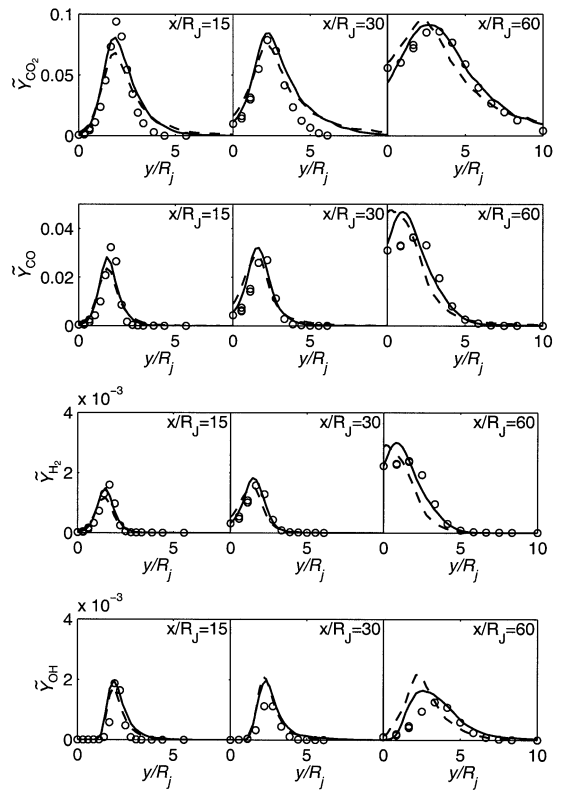 0.1
x/R_J=15
x/R_J=30
x/R_J=60
Ỹ_CO₂
0.05
0
0 5 0 5 0 5 10
y/R_j y/R_j y/R_j
x/R_J=15
x/R_J=30
x/R_J=60
0.04
Ỹ_CO
0.02
0
0 5 0 5 0 5 10
y/R_j y/R_j y/R_j
x 10⁻³
4
x/R_J=15
x/R_J=30
x/R_J=60
Ỹ_H₂
2
0
0 5 0 5 0 5 10
y/R_j y/R_j y/R_j
x 10⁻³
4
x/R_J=15
x/R_J=30
x/R_J=60
Ỹ_OH
2
0
0 5 0 5 0 5 10
y/R_j y/R_j y/R_j